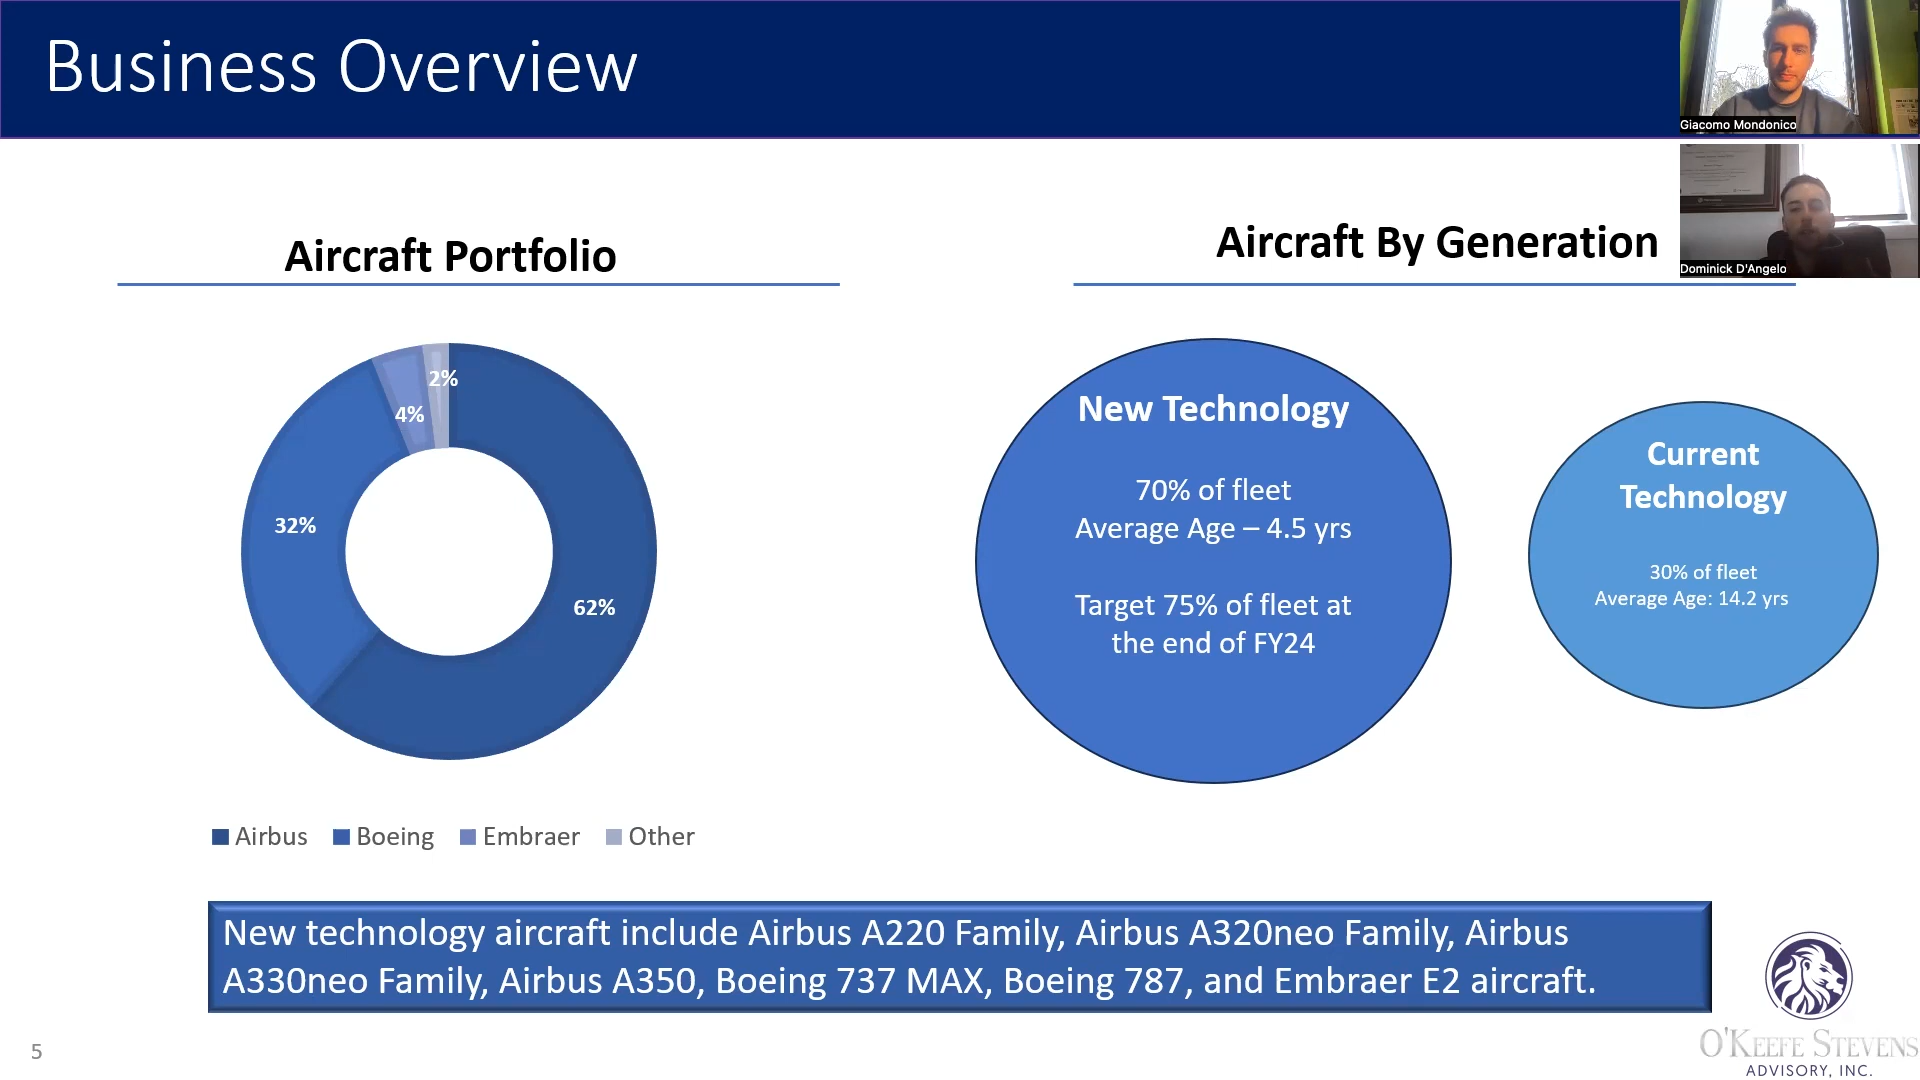 Business Overview
Giacomo Mondonico
Dominick D'Angelo
Aircraft Portfolio
2%
4%
32%
62%
Airbus
Boeing
Embraer
Other
Aircraft By Generation
New Technology
70% of fleet
Average Age – 4.5 yrs
Target 75% of fleet at
the end of FY24
Current
Technology
30% of fleet
Average Age: 14.2 yrs
New technology aircraft include Airbus A220 Family, Airbus A320neo Family, Airbus
A330neo Family, Airbus A350, Boeing 737 MAX, Boeing 787, and Embraer E2 aircraft.
5
O'KEEFE STEVENS
ADVISORY, INC.